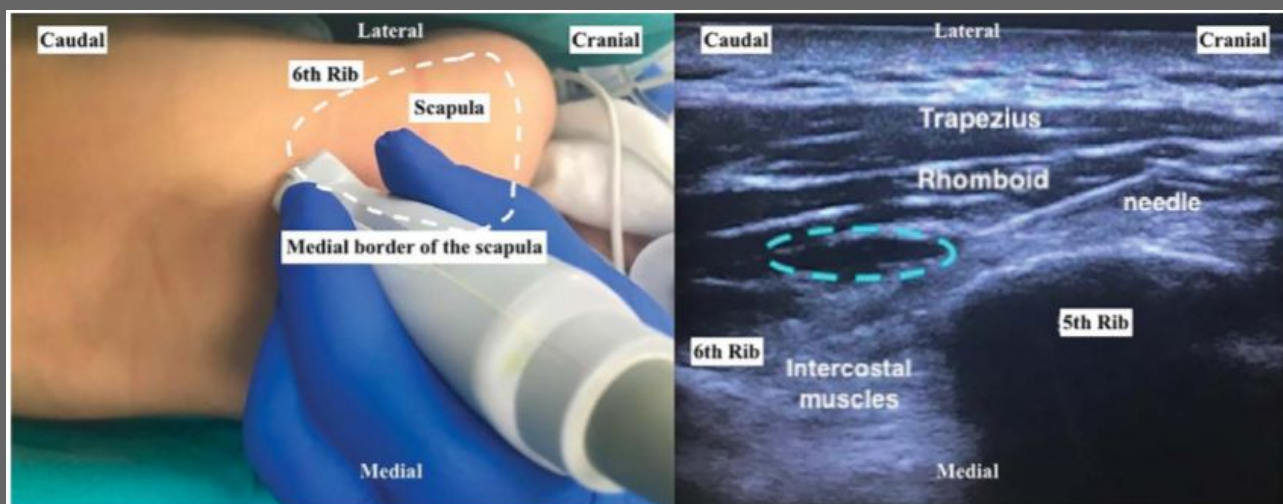 Caudal
Lateral
Cranial
6th Rib
Scapula
Medial border of the scapula
Medial
Caudal
Lateral
Cranial
Trapezius
Rhomboid
needle
5th Rib
6th Rib
Intercostal
muscles
Medial